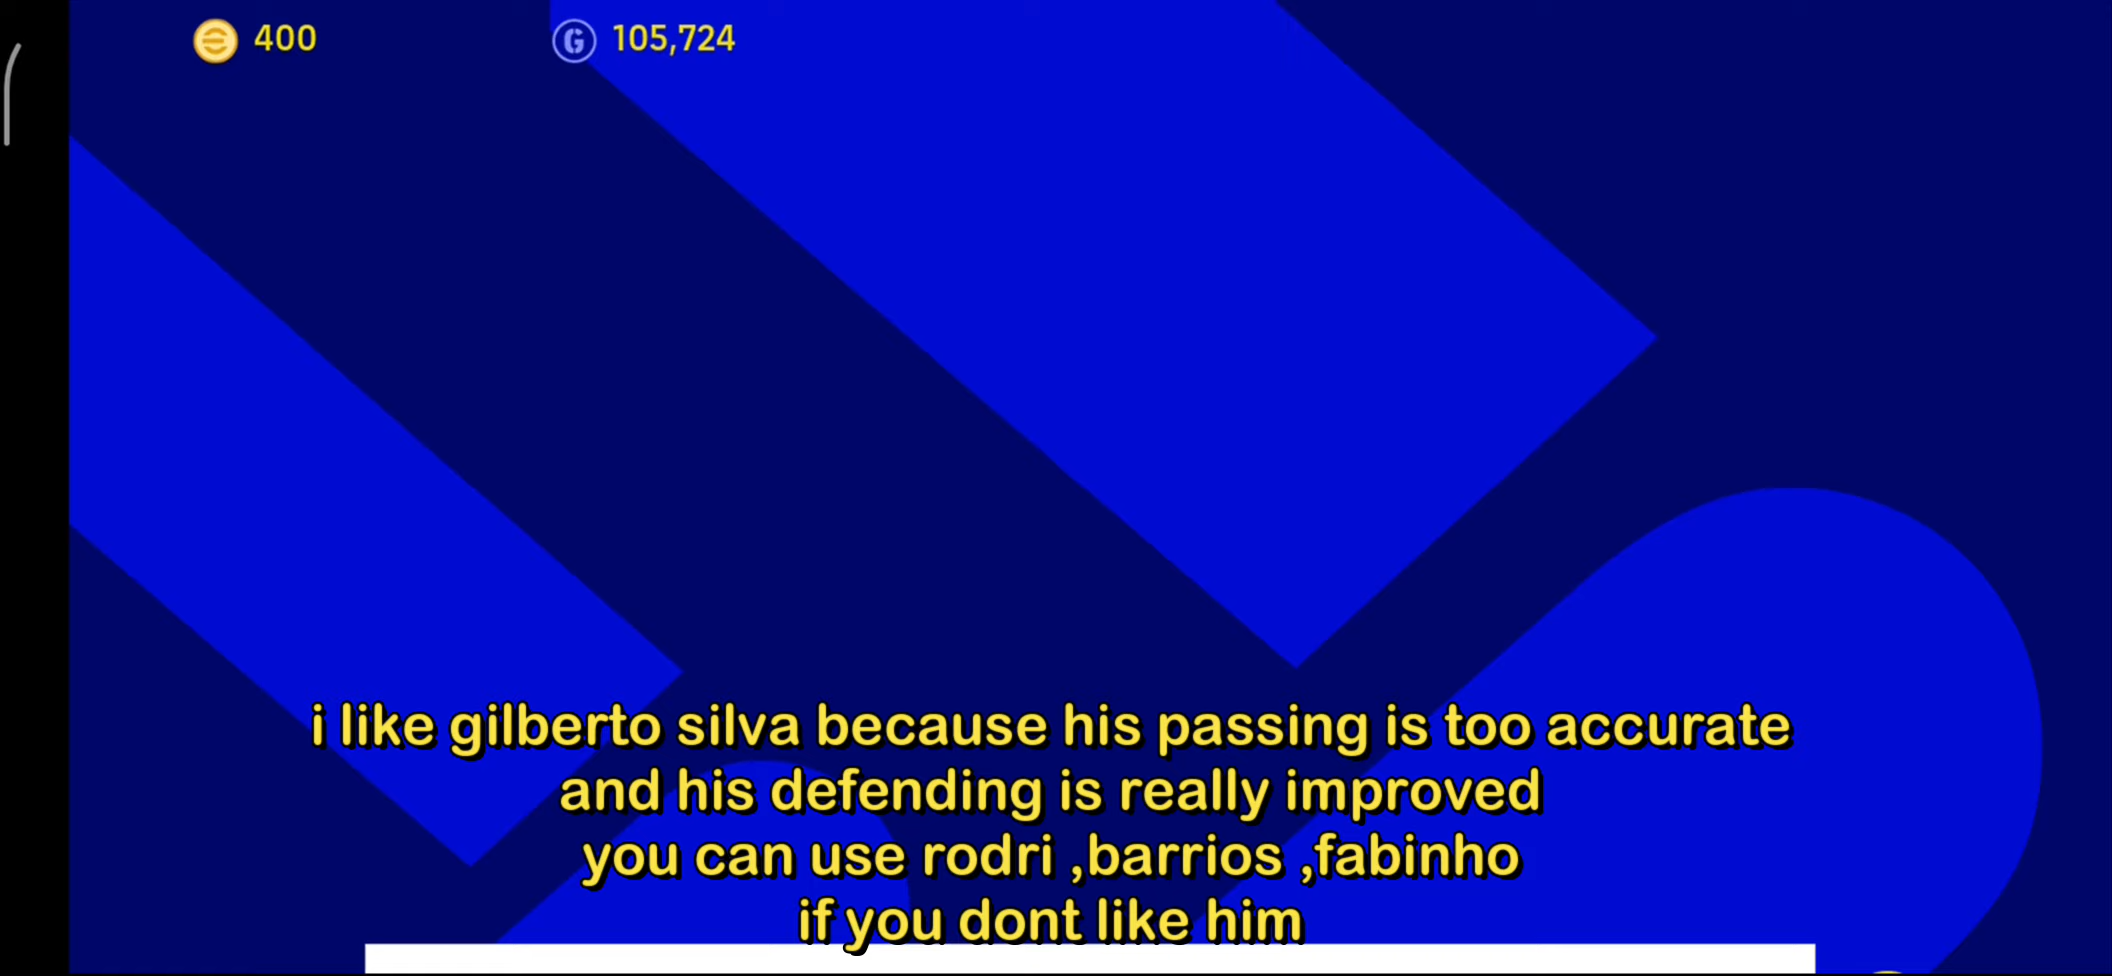 400 G 105,724
i like gilberto silva because his passing is too accurate
and his defending is really improved
you can use rodri ,barrios ,fabinho
if you dont like him